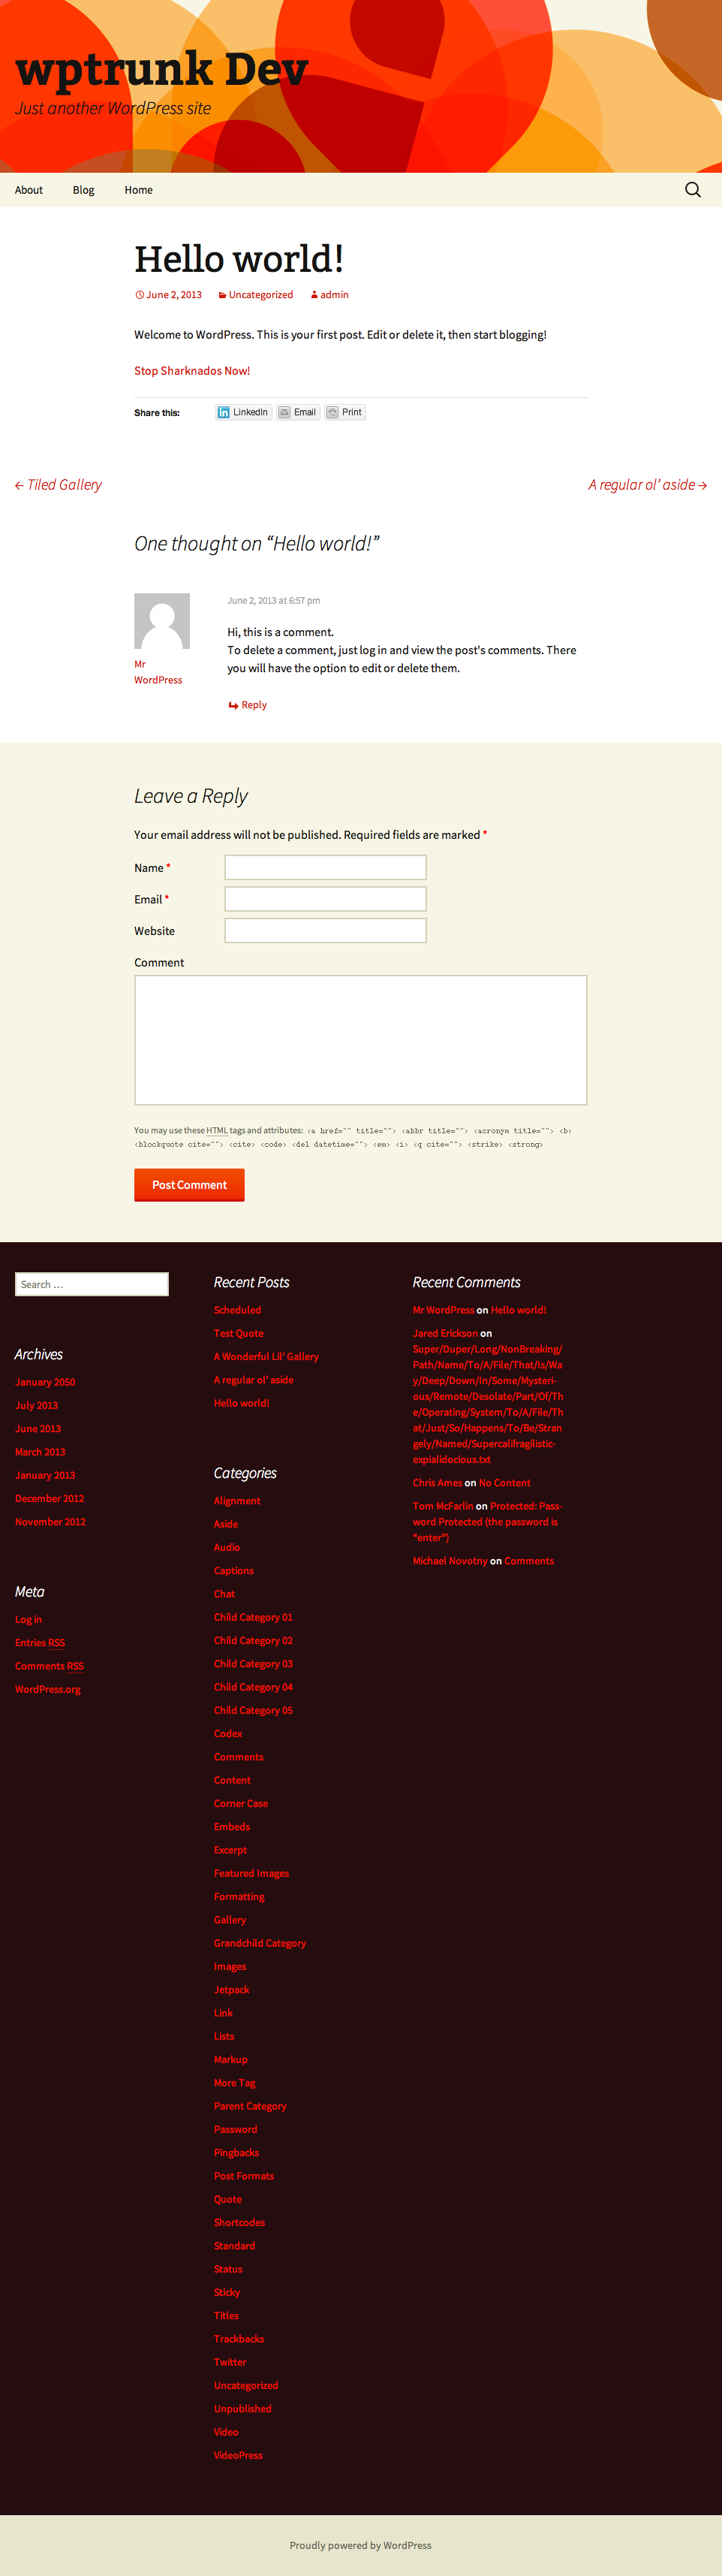 wptrunk Dev
Just another WordPress site
About Blog Home
Hello world!
June 2, 2013 Uncategorized admin
Welcome to WordPress. This is your first post. Edit or delete it, then start blogging!
Stop Sharknados Now!
Share this: LinkedIn Email Print
← Tiled Gallery A regular ol’ aside →
One thought on “Hello world!”
June 2, 2013 at 6:57 pm
Mr
WordPress
Hi, this is a comment.
To delete a comment, just log in and view the post's comments. There
you will have the option to edit or delete them.
Reply
Leave a Reply
Your email address will not be published. Required fields are marked *
Name *
Email *
Website
Comment
You may use these HTML tags and attributes: <a href="" title=""> <abbr title=""> <acronym title=""> <b>
<blockquote cite=""> <cite> <code> <del datetime=""> <em> <i> <q cite=""> <strike> <strong>
Post Comment
Search …
Archives
January 2050
July 2013
June 2013
March 2013
January 2013
December 2012
November 2012
Meta
Log in
Entries RSS
Comments RSS
WordPress.org
Recent Posts
Scheduled
Test Quote
A Wonderful Lil’ Gallery
A regular ol’ aside
Hello world!
Categories
Alignment
Aside
Audio
Captions
Chat
Child Category 01
Child Category 02
Child Category 03
Child Category 04
Child Category 05
Codex
Comments
Content
Corner Case
Embeds
Excerpt
Featured Images
Formatting
Gallery
Grandchild Category
Images
Jetpack
Link
Lists
Markup
More Tag
Parent Category
Password
Pingbacks
Post Formats
Quote
Shortcodes
Standard
Status
Sticky
Titles
Trackbacks
Twitter
Uncategorized
Unpublished
Video
VideoPress
Recent Comments
Mr WordPress on Hello world!
Jared Erickson on
Super/Duper/Long/NonBreaking/
Path/Name/To/A/File/That/Is/Wa
y/Deep/Down/In/Some/Mysteri-
ous/Remote/Desolate/Part/Of/Th
e/Operating/System/To/A/File/Th
at/Just/So/Happens/To/Be/Stran
gely/Named/Supercalifragilistic-
expialidocious.txt
Chris Ames on No Content
Tom McFarlin on Protected: Pass-
word Protected (the password is
“enter”)
Michael Novotny on Comments
Proudly powered by WordPress